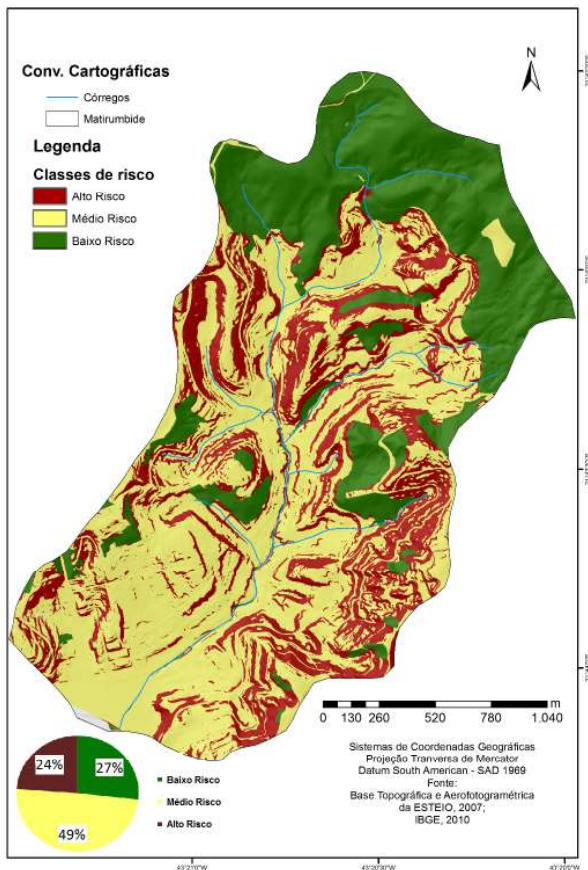 N
Conv. Cartográficas
Córregos
Matirumbide
Legenda
Classes de risco
Alto Risco
Médio Risco
Baixo Risco
m
0 130 260 520 780 1.040
Sistemas de Coordenadas Geográficas
Projeção Tranversa de Mercator
Datum South American - SAD 1969
Fonte:
Base Topográfica e Aerofotogramétrica
da ESTEIO, 2007;
IBGE, 2010
24%
27%
49%
Baixo Risco
Médio Risco
Alto Risco
43°21'0"W 43°20'30"W 43°20'0"W